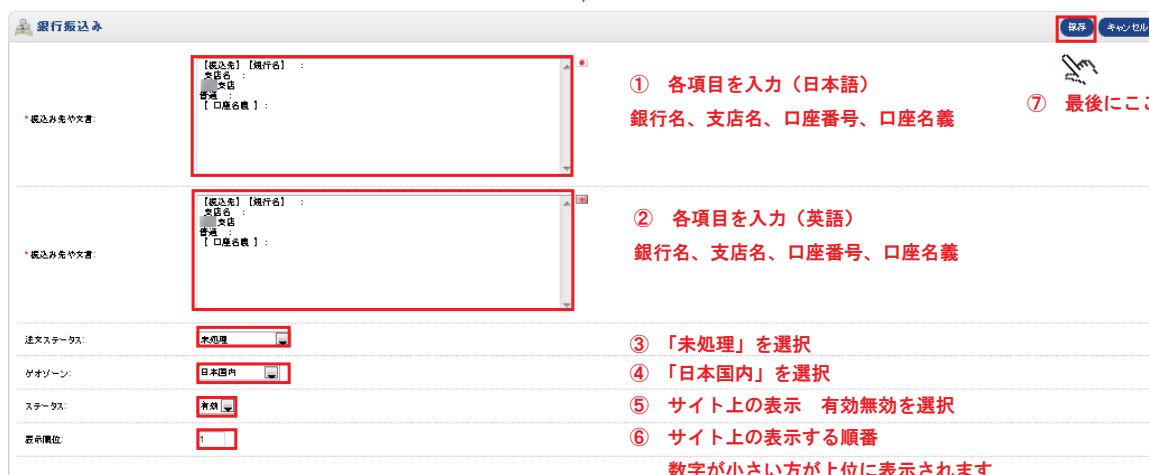 銀行振込み
保存
キャンセル
【振込先】【銀行名】 :
支店名 :
支店
普通 :
【 口座名義 】:
① 各項目を入力（日本語）
銀行名、支店名、口座番号、口座名義
⑦ 最後にここ
*振込み先や文書:
【振込先】【銀行名】 :
支店名 :
支店
普通 :
【 口座名義 】:
② 各項目を入力（英語）
銀行名、支店名、口座番号、口座名義
*振込み先や文書:
注文ステータス:
未処理
③ 「未処理」を選択
ゲオゾーン:
日本国内
④ 「日本国内」を選択
ステータス:
有効
⑤ サイト上の表示 有効無効を選択
表示順位:
1
⑥ サイト上の表示する順番
数字が小さい方が上位に表示されます